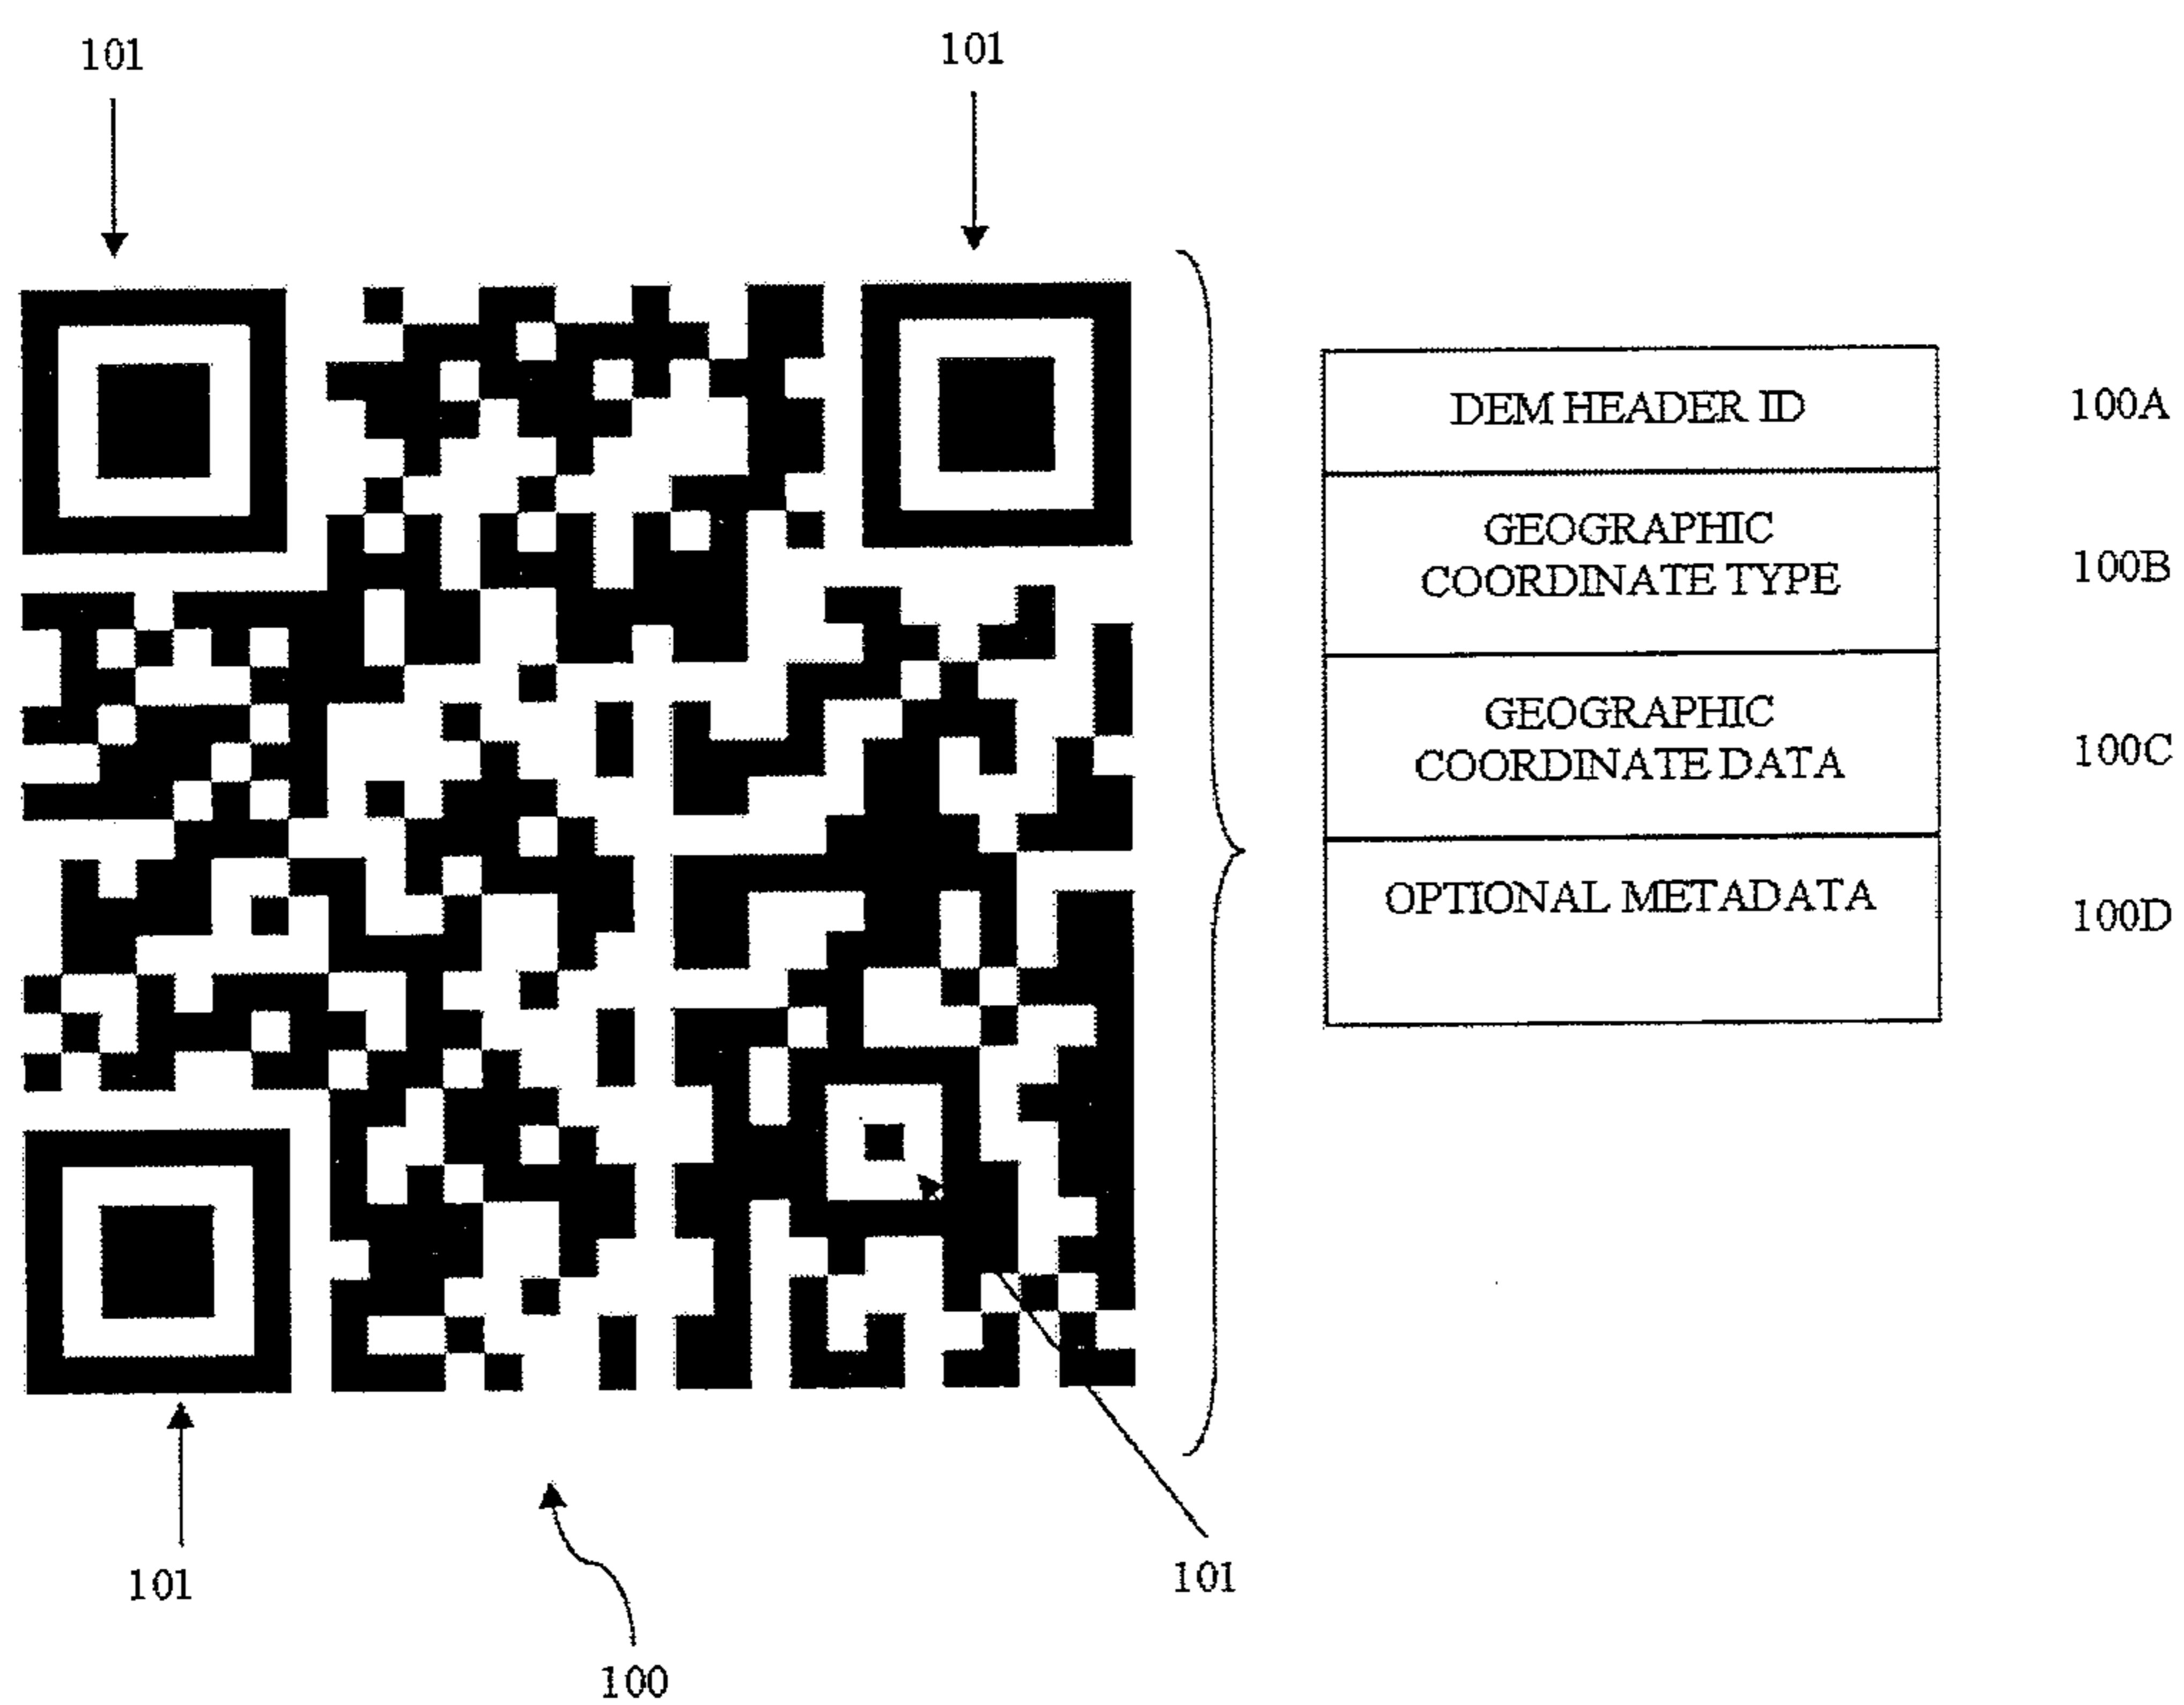 101
101
DEM HEADER ID
100A
GEOGRAPHIC
COORDINATE TYPE
100B
GEOGRAPHIC
COORDINATE DATA
100C
OPTIONAL METADATA
100D
101
101
100